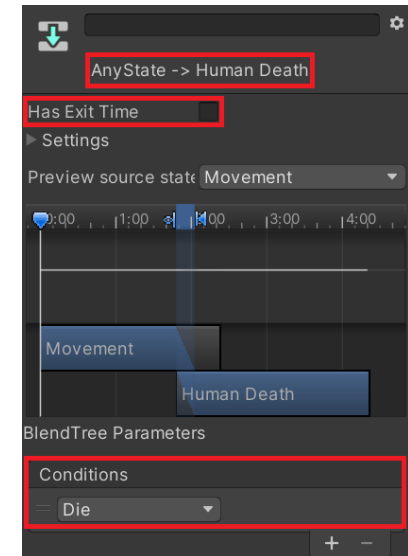 AnyState -> Human Death
Has Exit Time
Settings
Preview source state Movement
0:00 1:00 2:00 3:00 4:00
Movement
Human Death
BlendTree Parameters
Conditions
Die